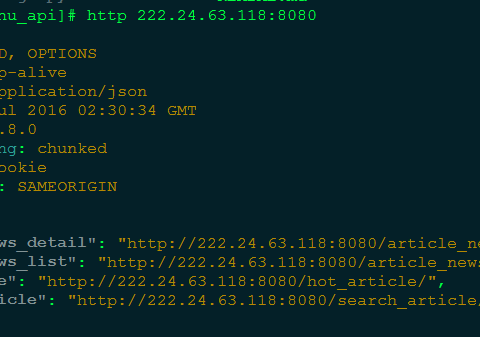 nu_api]# http 222.24.63.118:8080
D, OPTIONS
p-alive
application/json
ul 2016 02:30:34 GMT
.8.0
ng: chunked
ookie
: SAMEORIGIN
ws_detail": "http://222.24.63.118:8080/article_ne
ws_list": "http://222.24.63.118:8080/article_news
e": "http://222.24.63.118:8080/hot_article/",
icle": "http://222.24.63.118:8080/search_article/